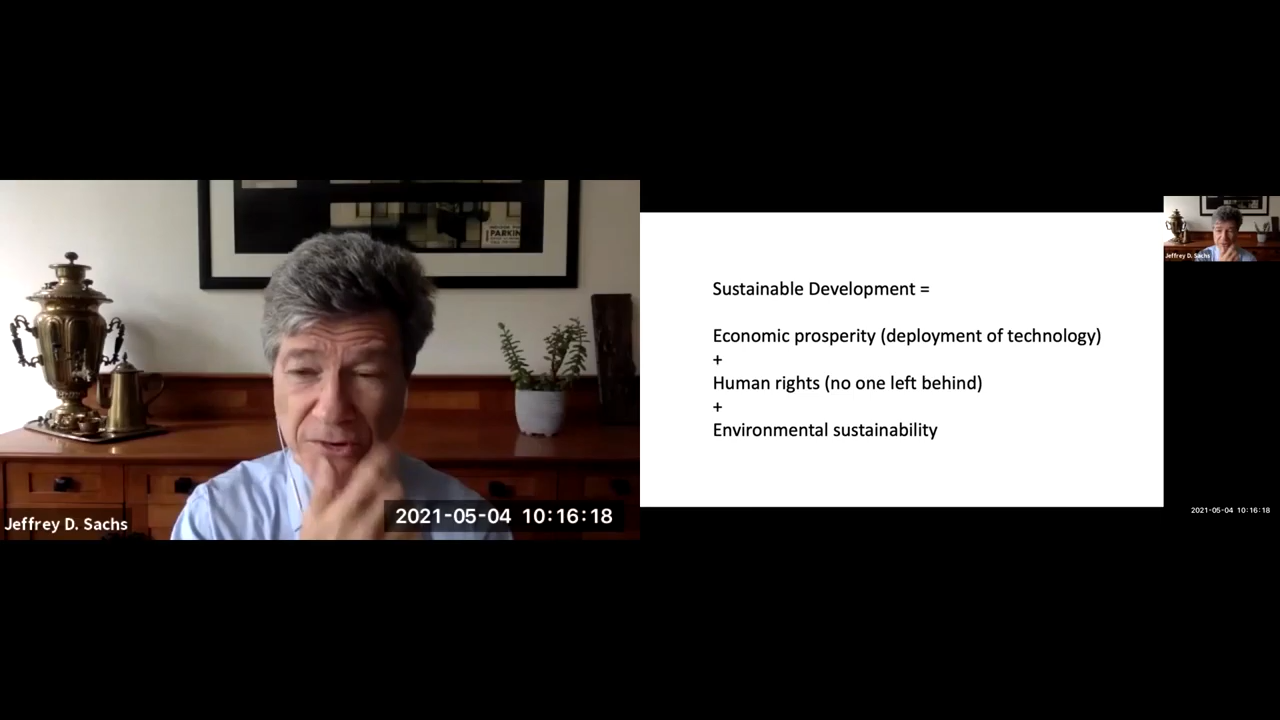 PARKIN
Jeffrey D. Sachs
2021-05-04 10:16:18
Sustainable Development =
Economic prosperity (deployment of technology)
+
Human rights (no one left behind)
+
Environmental sustainability
Jeffrey D. Sachs
2021-05-04 10:16:18